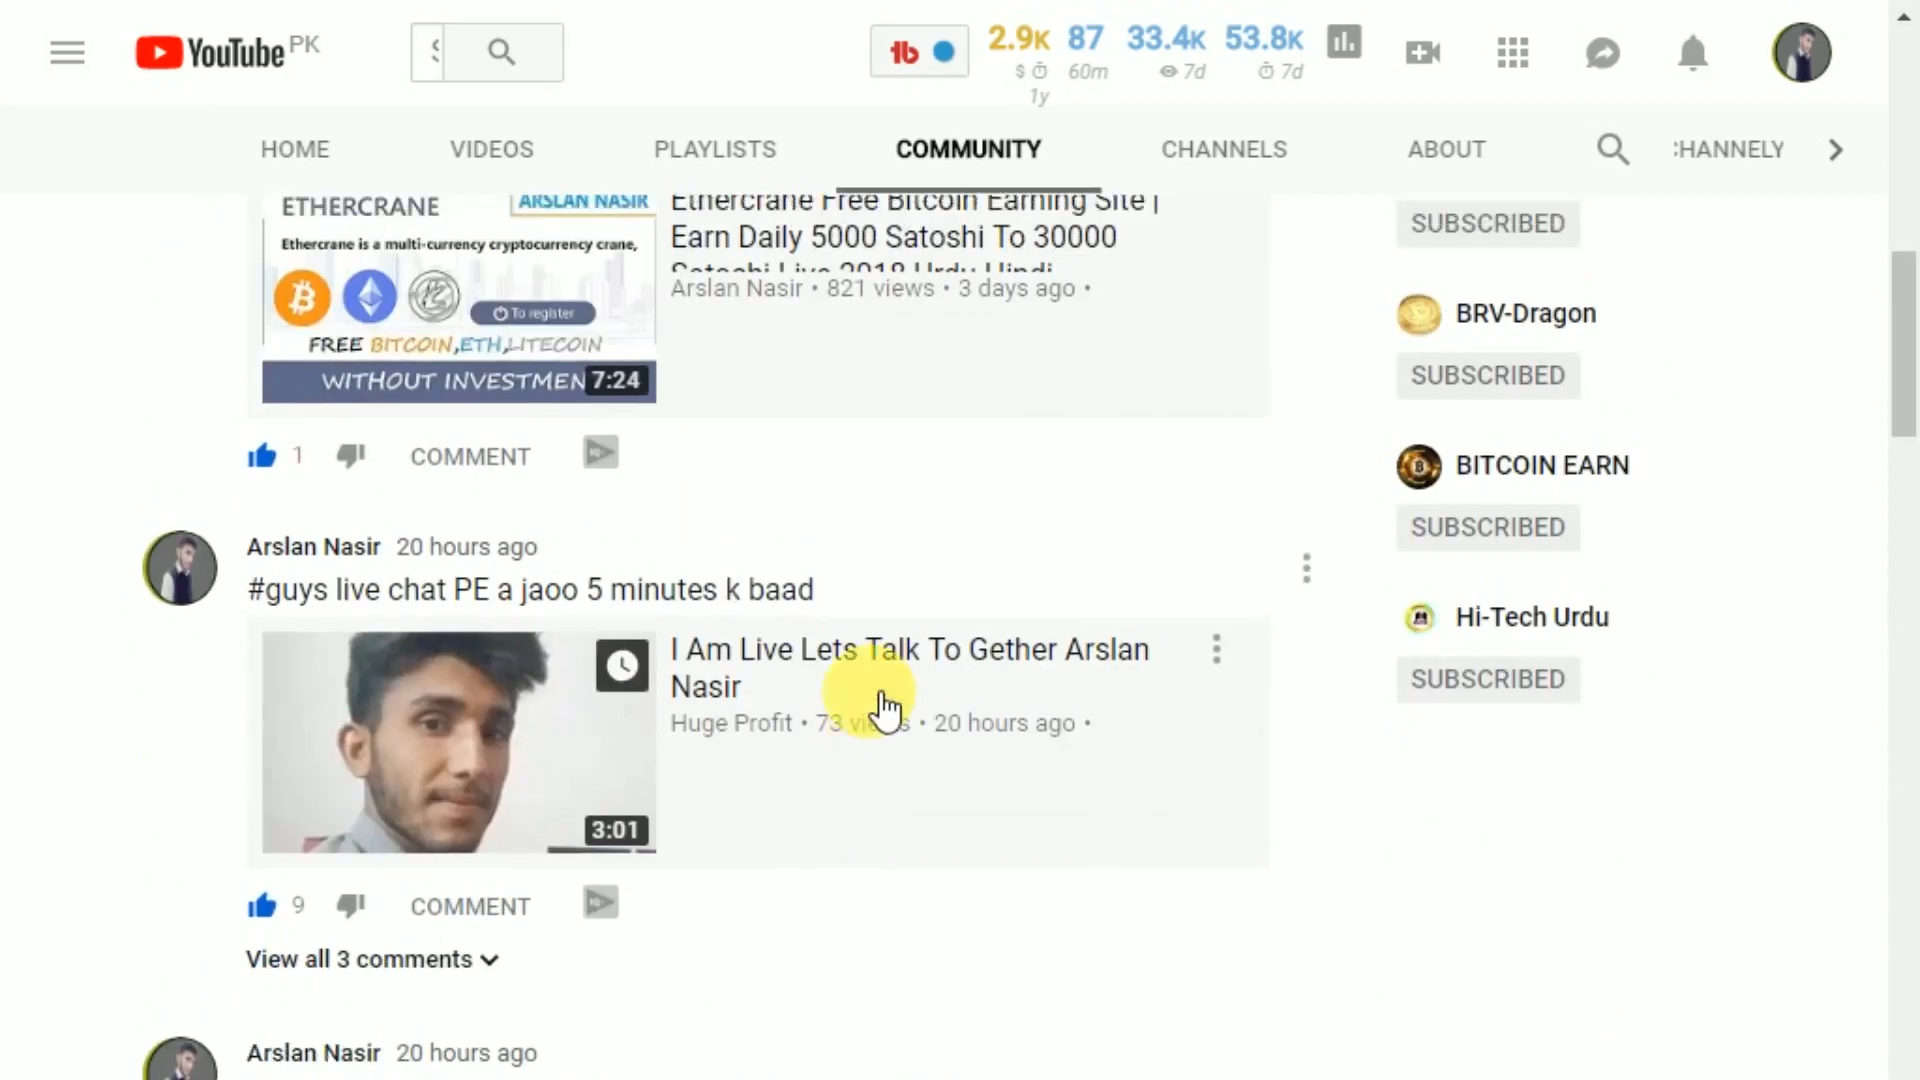 YouTube PK
2.9K 87 33.4K 53.8K
$ 60m 7d 7d
1y
HOME VIDEOS PLAYLISTS COMMUNITY CHANNELS ABOUT CHANNELY
ETHERCRANE ARSLAN NASIR
Ethercrane is a multi-currency cryptocurrency crane,
To register
FREE BITCOIN,ETH,LITECOIN
WITHOUT INVESTMEN 7:24
Ethercrane Free Bitcoin Earning Site |
Earn Daily 5000 Satoshi To 30000
Satoshi Live 2018 Urdu Hindi
Arslan Nasir • 821 views • 3 days ago •
1 COMMENT
Arslan Nasir 20 hours ago
#guys live chat PE a jaoo 5 minutes k baad
3:01
I Am Live Lets Talk To Gether Arslan
Nasir
Huge Profit • 73 views • 20 hours ago •
9 COMMENT
View all 3 comments
Arslan Nasir 20 hours ago
SUBSCRIBED
BRV-Dragon
SUBSCRIBED
BITCOIN EARN
SUBSCRIBED
Hi-Tech Urdu
SUBSCRIBED